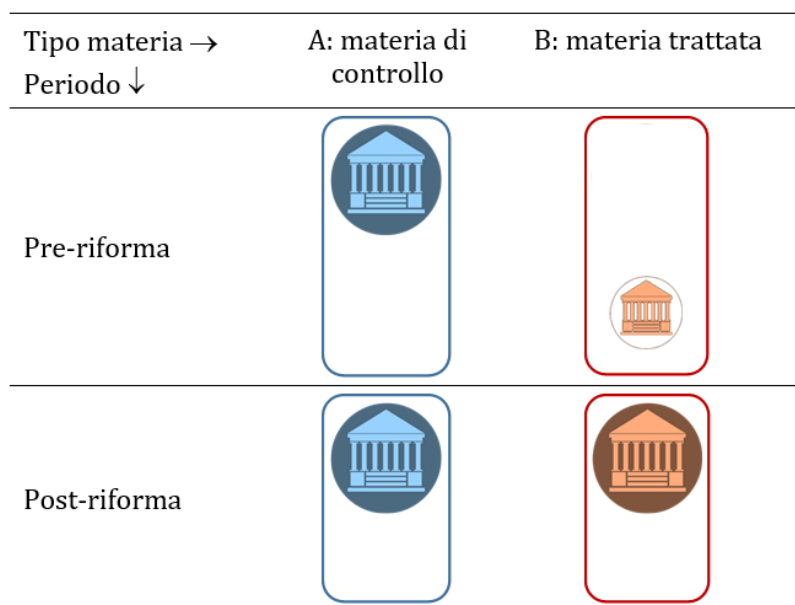 Tipo materia →
Periodo ↓
A: materia di
controllo
B: materia trattata
Pre-riforma
Post-riforma